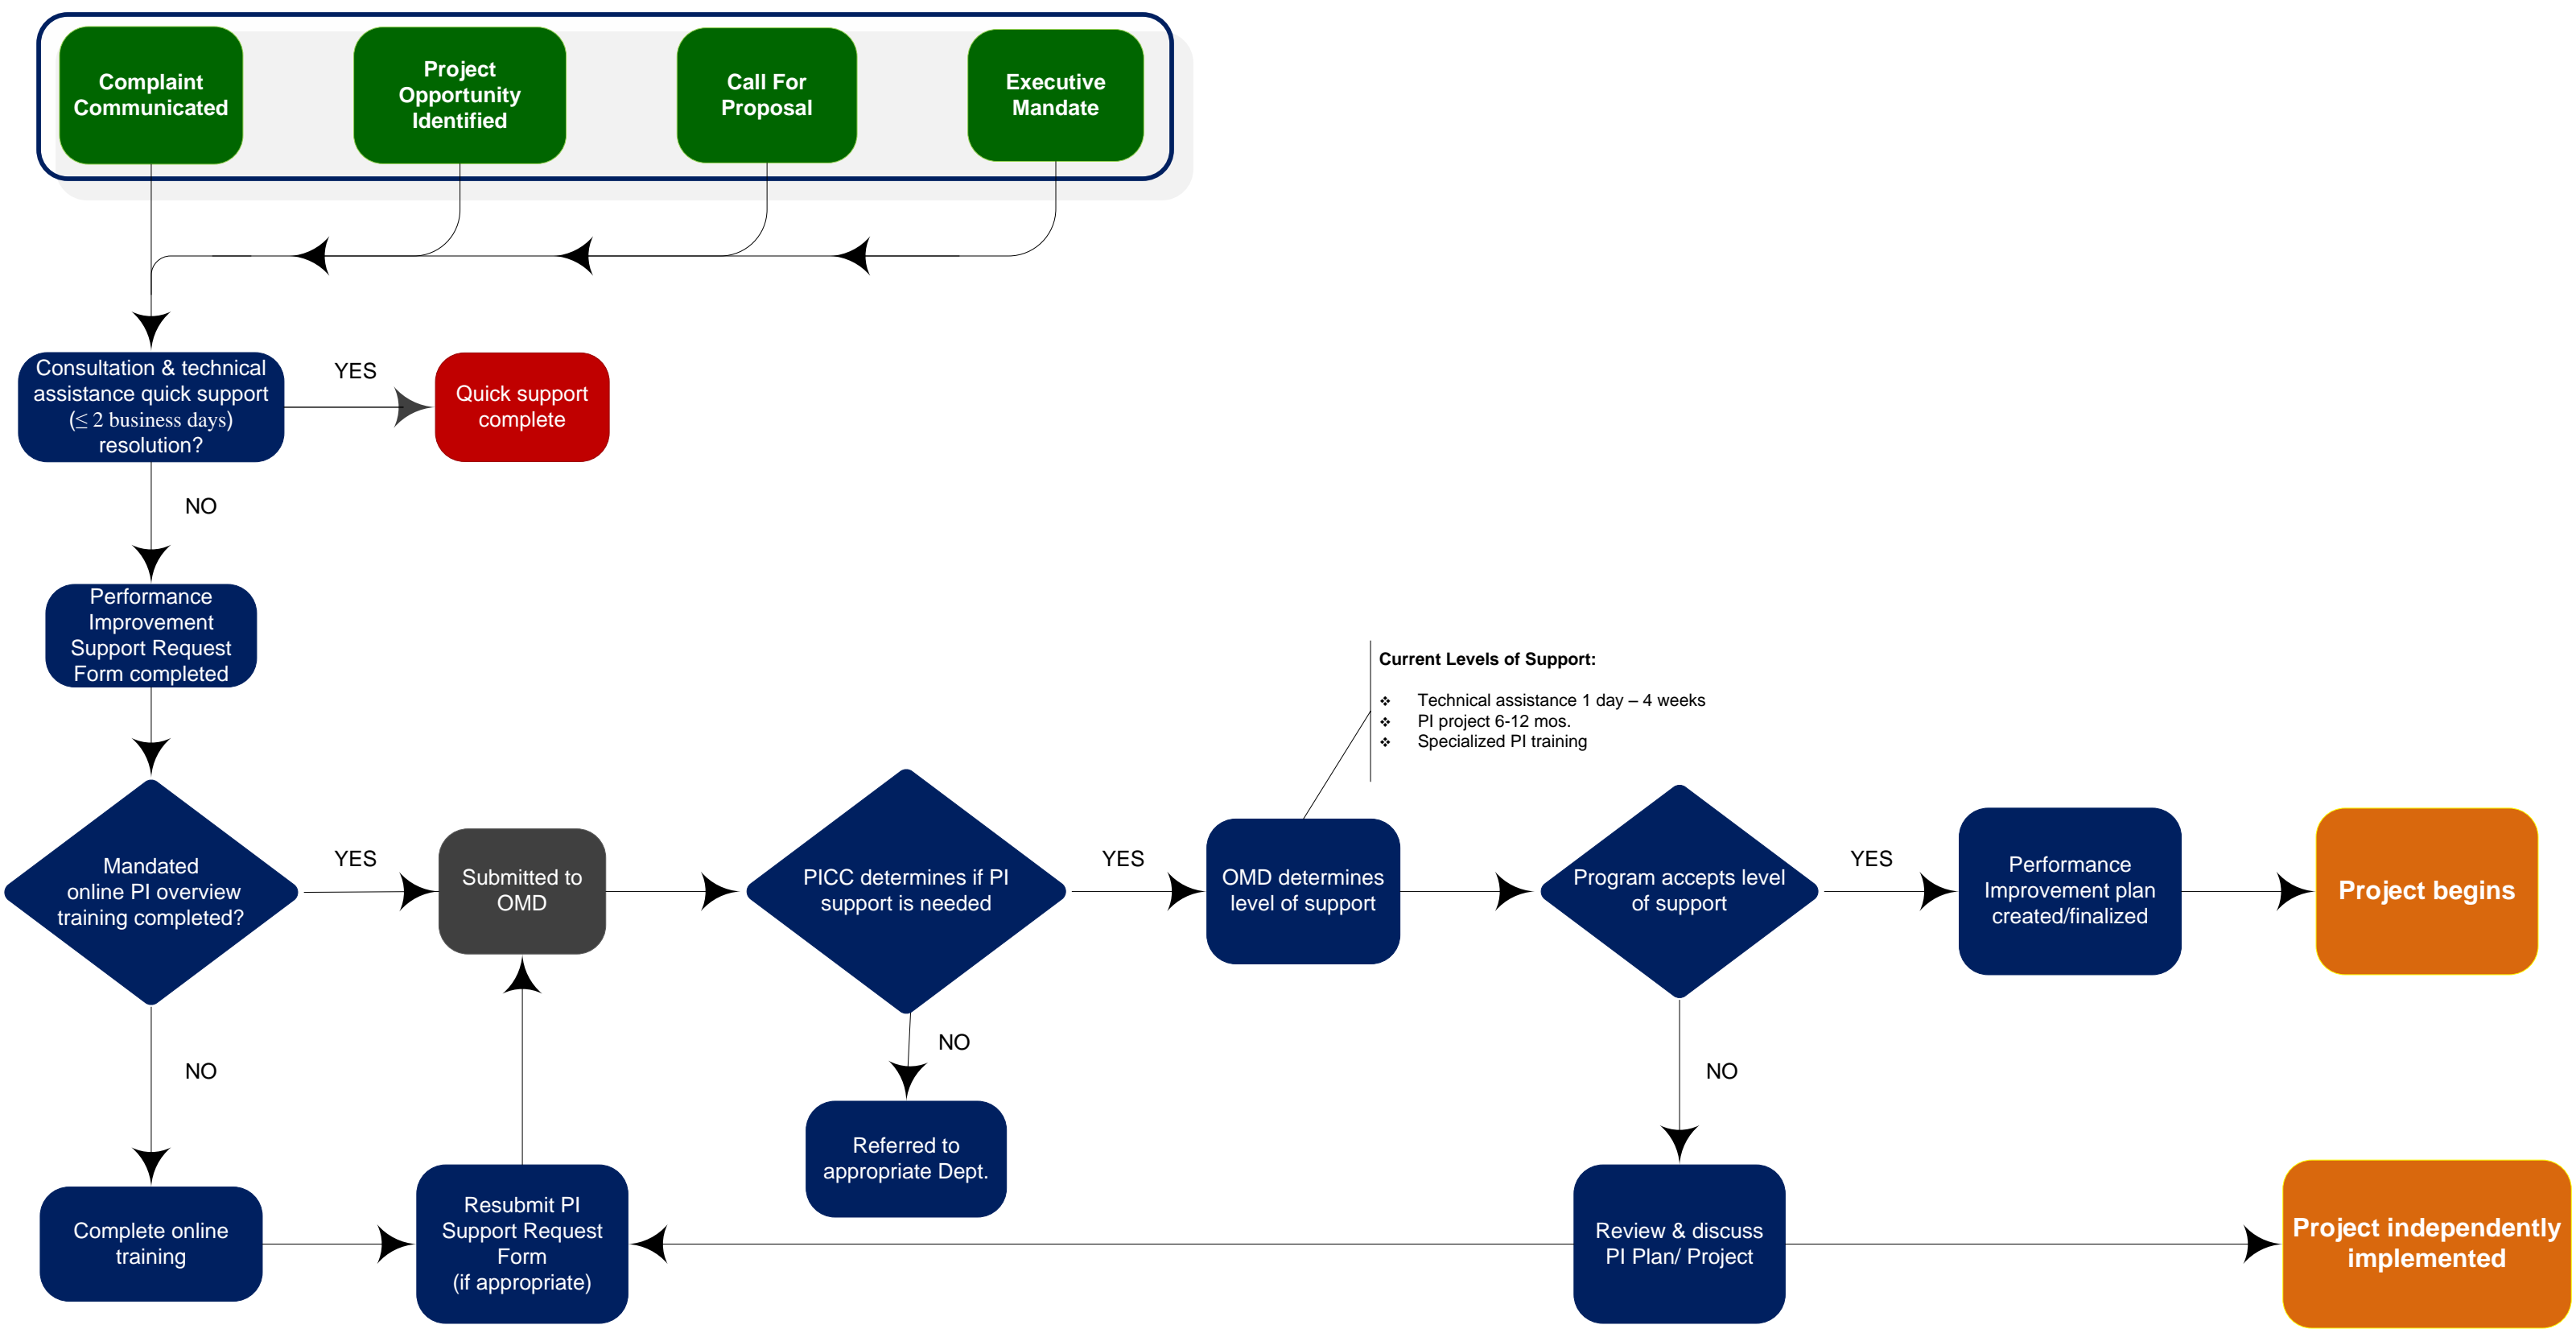 Complaint
Communicated
Project
Opportunity
Identified
Call For
Proposal
Executive
Mandate
Consultation & technical
assistance quick support
(≤ 2 business days)
resolution?
YES
Quick support
complete
NO
Performance
Improvement
Support Request
Form completed
Current Levels of Support:
❖ Technical assistance 1 day – 4 weeks
❖ PI project 6-12 mos.
❖ Specialized PI training
Mandated
online PI overview
training completed?
YES
Submitted to
OMD
PICC determines if PI
support is needed
YES
OMD determines
level of support
Program accepts level
of support
YES
Performance
Improvement plan
created/finalized
Project begins
NO
NO
NO
Referred to
appropriate Dept.
Complete online
training
Resubmit PI
Support Request
Form
(if appropriate)
Review & discuss
PI Plan/ Project
Project independently
implemented